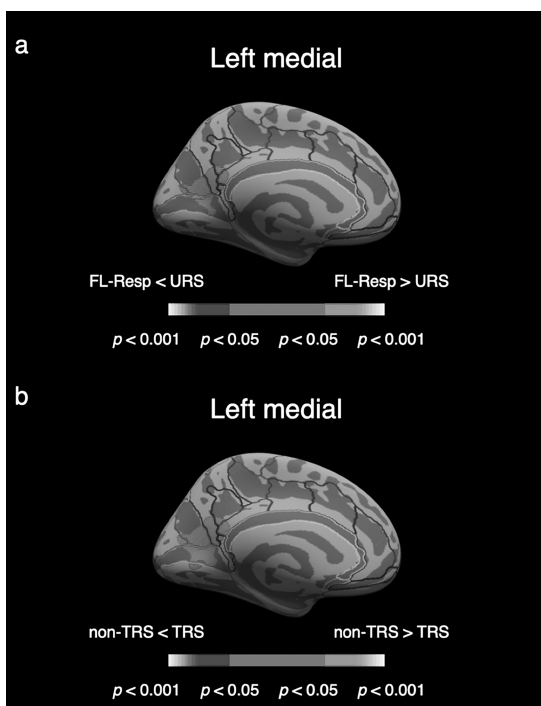 a
Left medial
FL-Resp < URS FL-Resp > URS
p < 0.001 p < 0.05 p < 0.05 p < 0.001
b
Left medial
non-TRS < TRS non-TRS > TRS
p < 0.001 p < 0.05 p < 0.05 p < 0.001